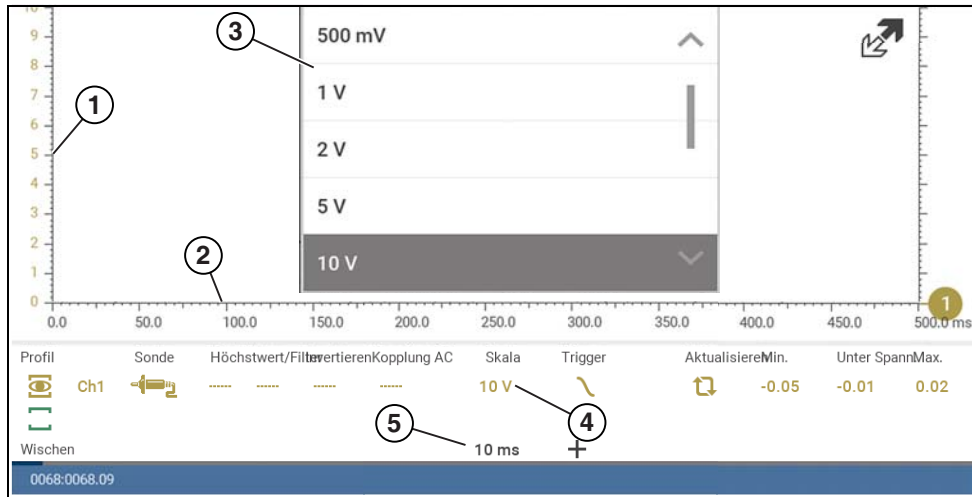 10
9
8
7
6
5
4
3
2
1
0
1
2
3
500 mV
1 V
2 V
5 V
10 V
1
0.0 50.0 100.0 150.0 200.0 250.0 300.0 350.0 400.0 450.0 500.0 ms
Profil Sonde Höchstwert/Filter Invertieren Kopplung AC Skala Trigger Aktualisieren Min. Unter Spann Max.
Ch1 ------ ------ ------ ------ 10 V -0.05 -0.01 0.02
4
5
Wischen 10 ms
0068:0068.09